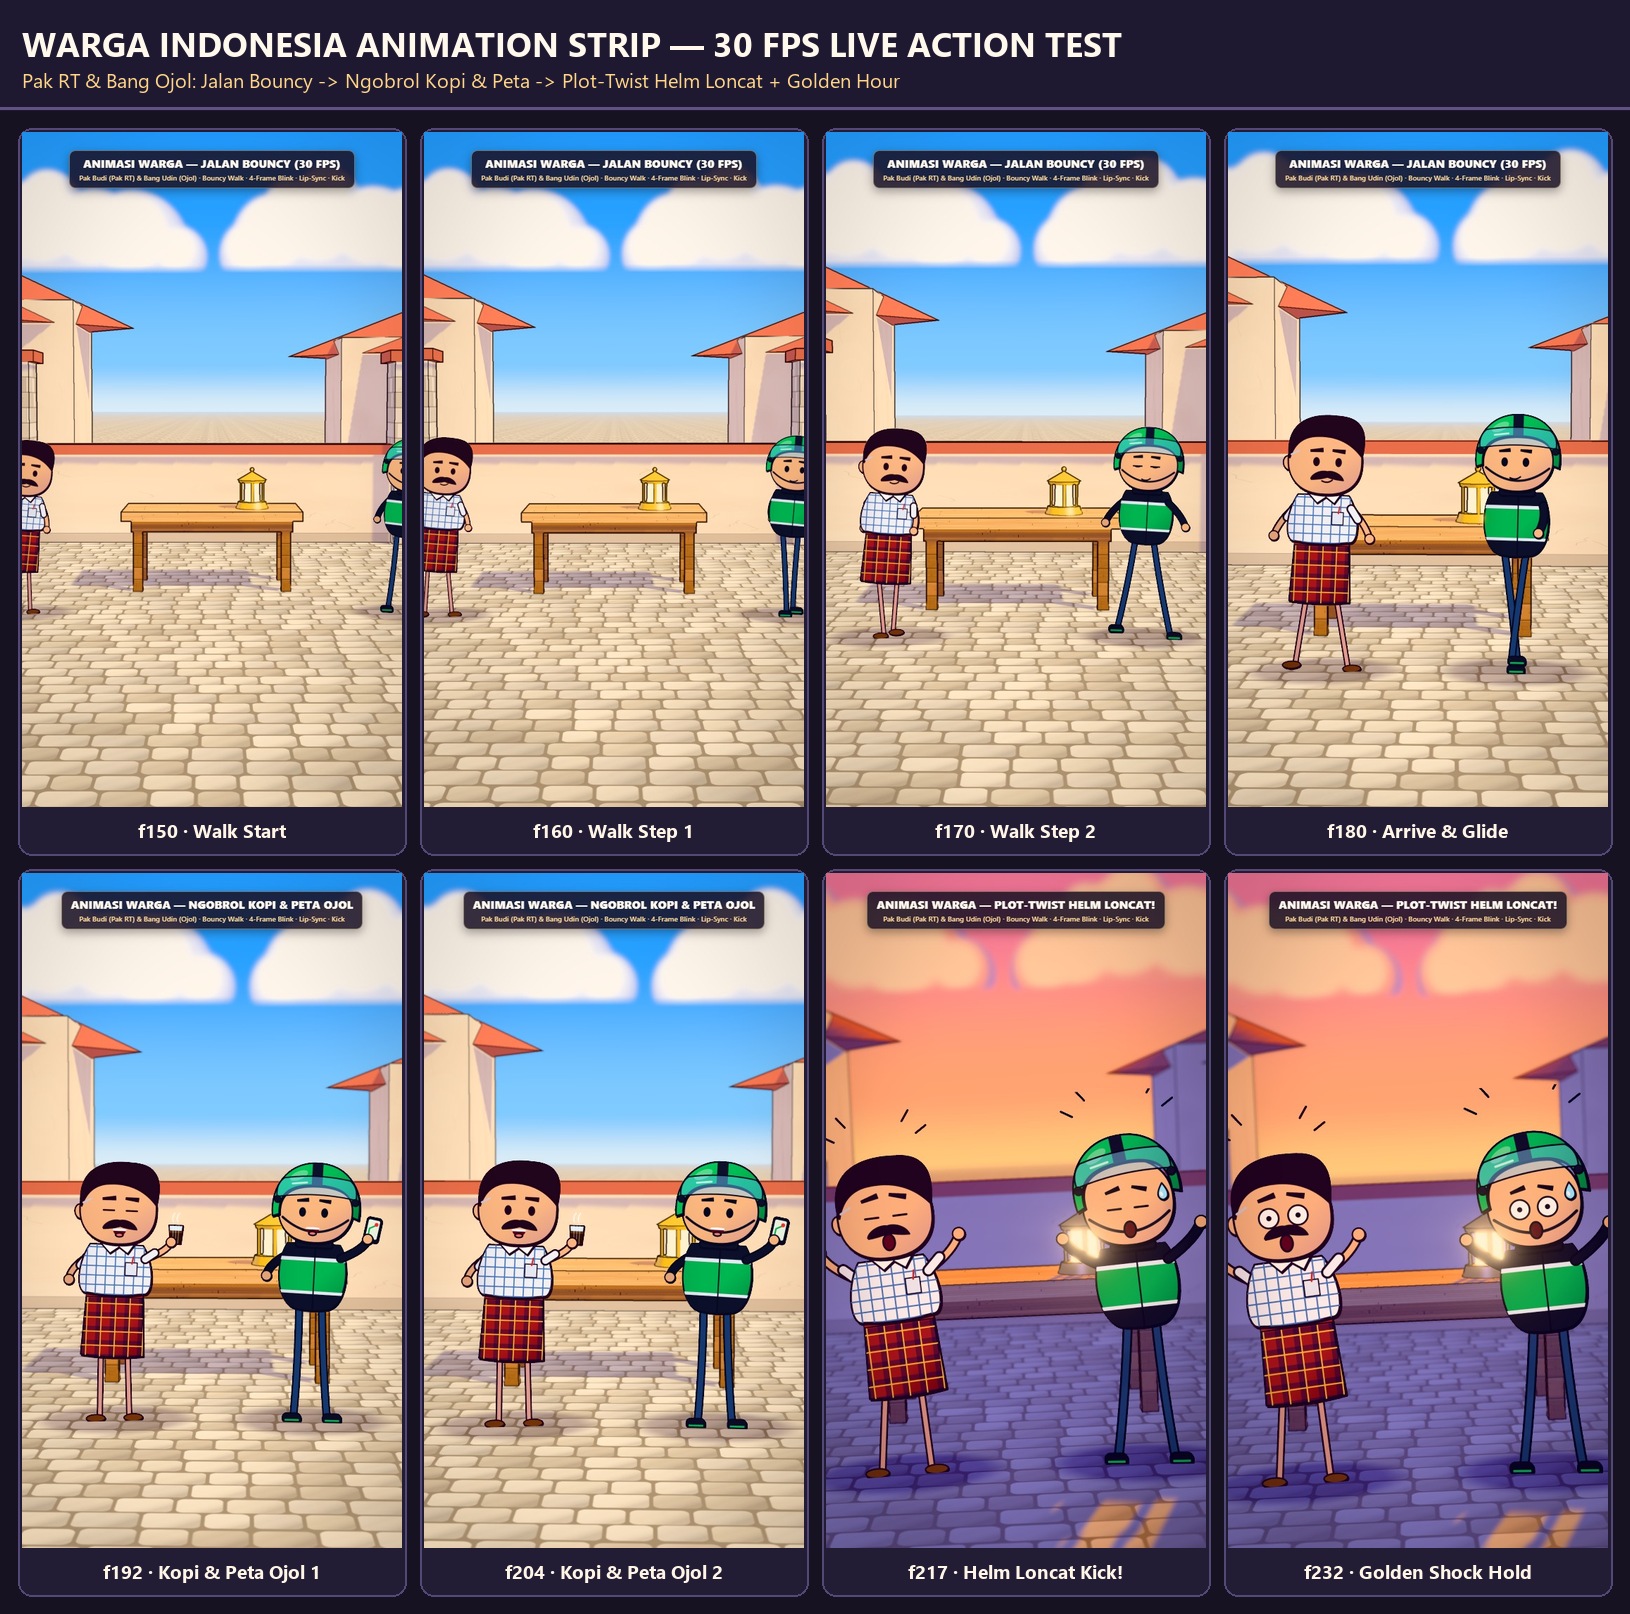 WARGA INDONESIA ANIMATION STRIP — 30 FPS LIVE ACTION TEST
Pak RT & Bang Ojol: Jalan Bouncy -> Ngobrol Kopi & Peta -> Plot-Twist Helm Loncat + Golden Hour
ANIMASI WARGA — JALAN BOUNCY (30 FPS)
Pak Budi (Pak RT) & Bang Udin (Ojol) · Bouncy Walk · 4-Frame Blink · Lip-Sync · Kick
f150 · Walk Start
ANIMASI WARGA — JALAN BOUNCY (30 FPS)
Pak Budi (Pak RT) & Bang Udin (Ojol) · Bouncy Walk · 4-Frame Blink · Lip-Sync · Kick
f160 · Walk Step 1
ANIMASI WARGA — JALAN BOUNCY (30 FPS)
Pak Budi (Pak RT) & Bang Udin (Ojol) · Bouncy Walk · 4-Frame Blink · Lip-Sync · Kick
f170 · Walk Step 2
ANIMASI WARGA — JALAN BOUNCY (30 FPS)
Pak Budi (Pak RT) & Bang Udin (Ojol) · Bouncy Walk · 4-Frame Blink · Lip-Sync · Kick
f180 · Arrive & Glide
ANIMASI WARGA — NGOBROL KOPI & PETA OJOL
Pak Budi (Pak RT) & Bang Udin (Ojol) · Bouncy Walk · 4-Frame Blink · Lip-Sync · Kick
f192 · Kopi & Peta Ojol 1
ANIMASI WARGA — NGOBROL KOPI & PETA OJOL
Pak Budi (Pak RT) & Bang Udin (Ojol) · Bouncy Walk · 4-Frame Blink · Lip-Sync · Kick
f204 · Kopi & Peta Ojol 2
ANIMASI WARGA — PLOT-TWIST HELM LONCAT!
Pak Budi (Pak RT) & Bang Udin (Ojol) · Bouncy Walk · 4-Frame Blink · Lip-Sync · Kick
f217 · Helm Loncat Kick!
ANIMASI WARGA — PLOT-TWIST HELM LONCAT!
Pak Budi (Pak RT) & Bang Udin (Ojol) · Bouncy Walk · 4-Frame Blink · Lip-Sync · Kick
f232 · Golden Shock Hold